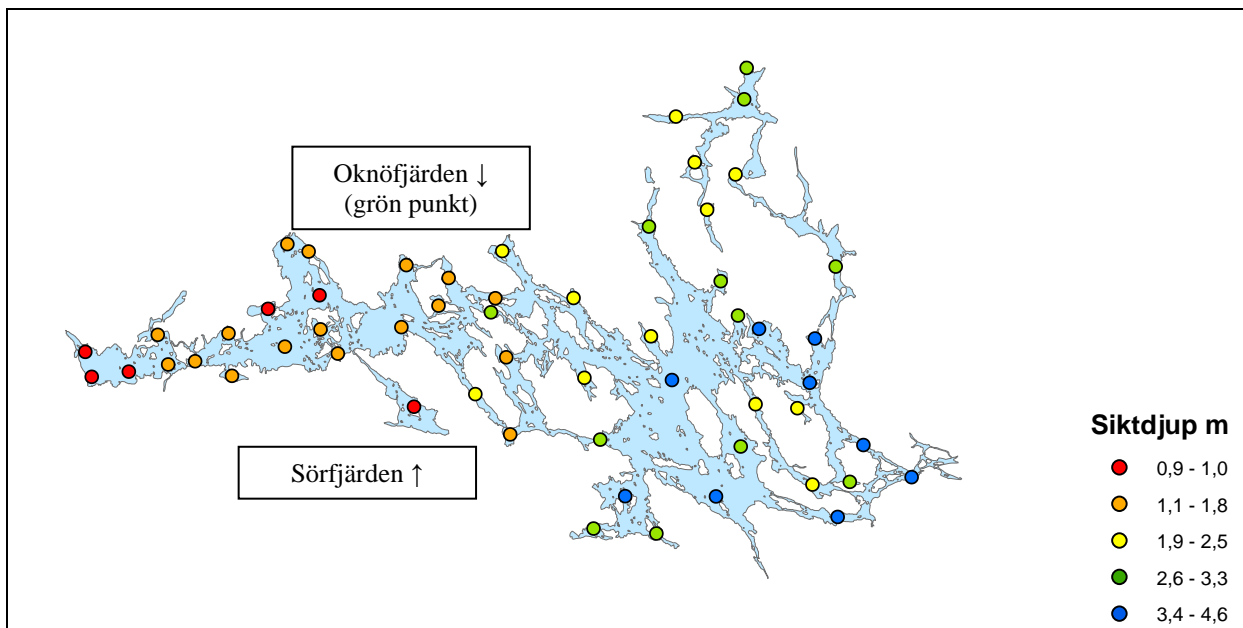 Oknöfjärden ↓
(grön punkt)
Sörfjärden ↑
Siktdjup m
0,9 - 1,0
1,1 - 1,8
1,9 - 2,5
2,6 - 3,3
3,4 - 4,6